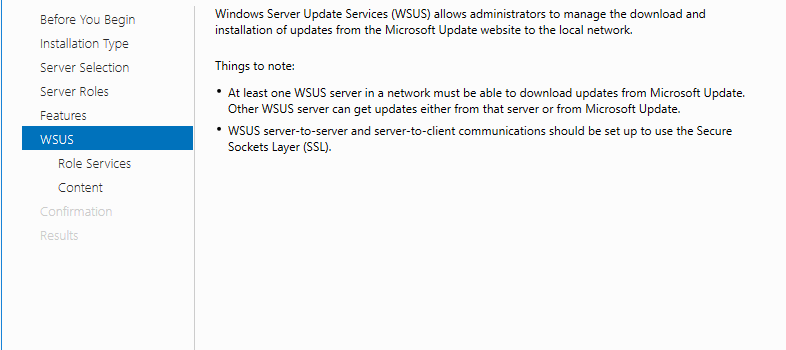 Before You Begin
Installation Type
Server Selection
Server Roles
Features
WSUS
Role Services
Content
Confirmation
Results
Windows Server Update Services (WSUS) allows administrators to manage the download and
installation of updates from the Microsoft Update website to the local network.
Things to note:
• At least one WSUS server in a network must be able to download updates from Microsoft Update.
Other WSUS server can get updates either from that server or from Microsoft Update.
• WSUS server-to-server and server-to-client communications should be set up to use the Secure
Sockets Layer (SSL).